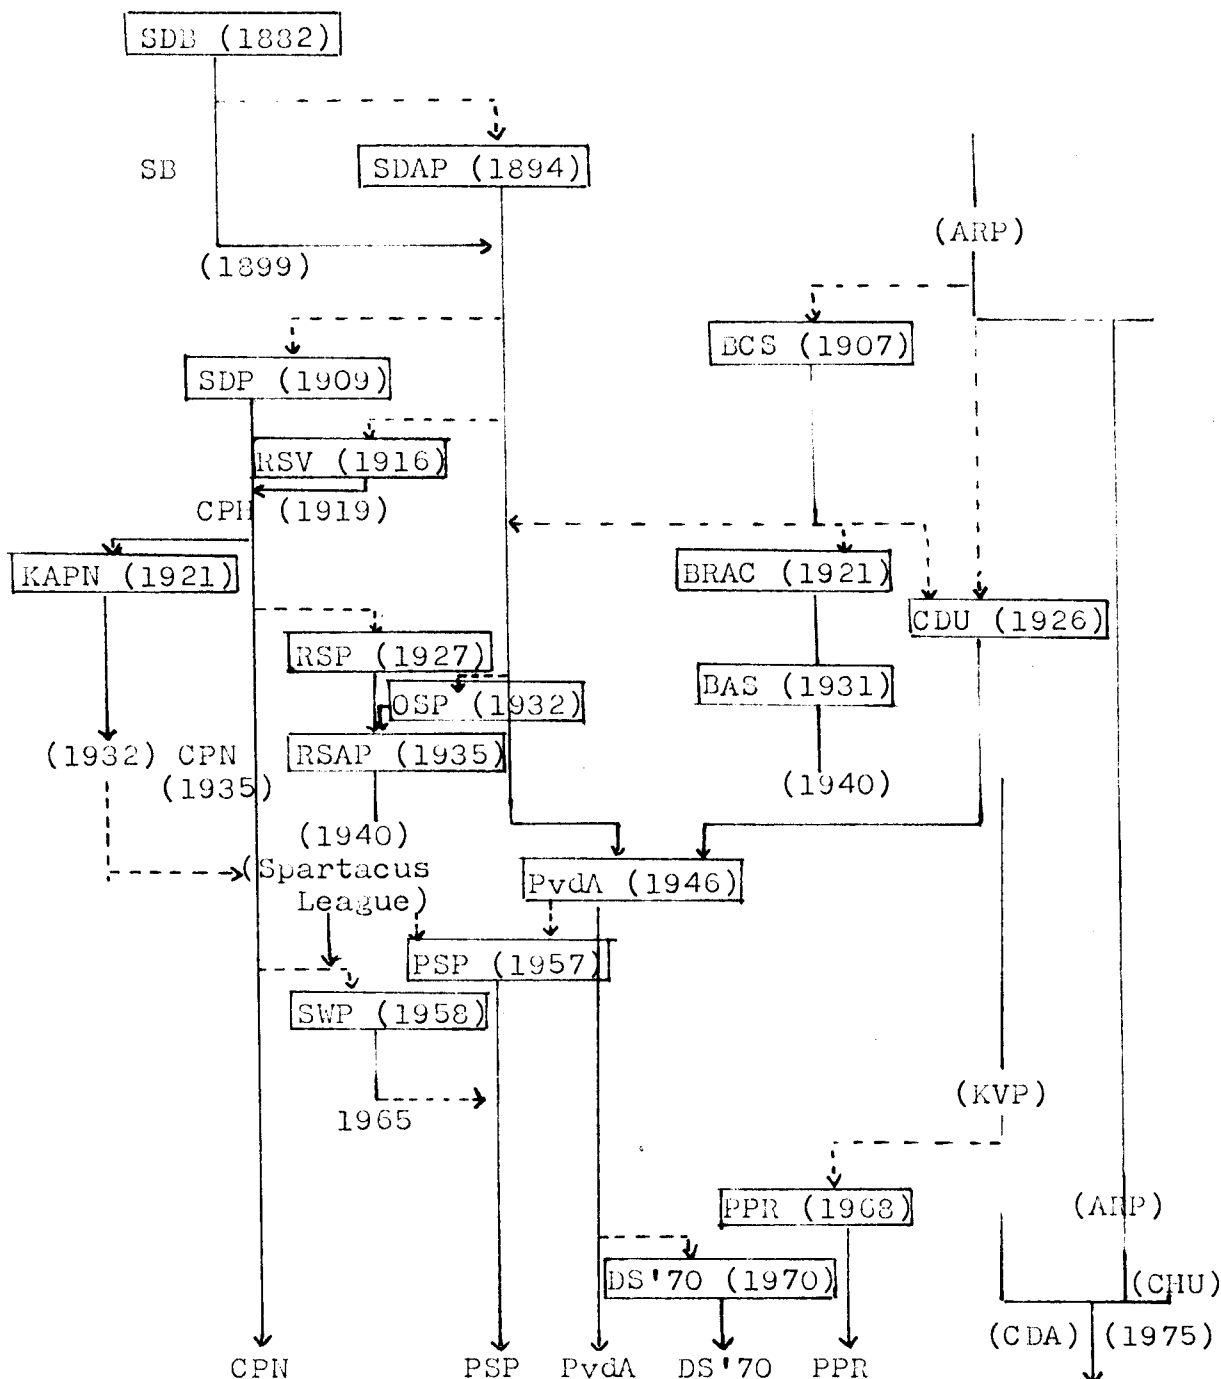 SDB (1882)
SDAP (1894)
SB
(ARP)
(1899)
BCS (1907)
SDP (1909)
RSV (1916)
CPH (1919)
KAPN (1921)
BRAC (1921)
CDU (1926)
RSP (1927)
BAS (1931)
OSP (1932)
RSAP (1935)
(1932) CPN
(1935)
(1940)
(1940)
(Spartacus
League)
PvdA (1946)
PSP (1957)
SWP (1958)
(KVP)
1965
PPR (1968)
(ARP)
DS'70 (1970)
(CHU)
(CDA) (1975)
CPN PSP PvdA DS'70 PPR